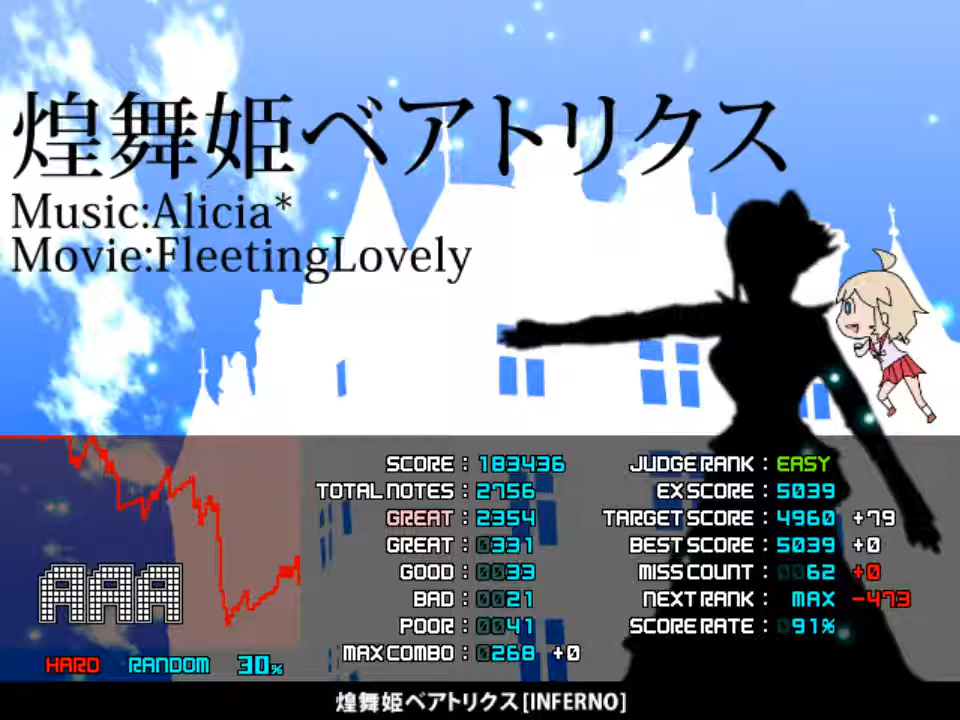 煌舞姫ベアトリクス
Music:Alicia*
Movie:FleetingLovely
SCORE : 183436
TOTAL NOTES : 2756
GREAT : 2354
GREAT : 0331
GOOD : 0033
BAD : 0021
POOR : 0041
MAX COMBO : 0268 +0
JUDGE RANK : EASY
EX SCORE : 5039
TARGET SCORE : 4960 +79
BEST SCORE : 5039 +0
MISS COUNT : 0062 +0
NEXT RANK : MAX -473
SCORE RATE : 091%
AAA
HARD RANDOM 30%
煌舞姫ベアトリクス[INFERNO]